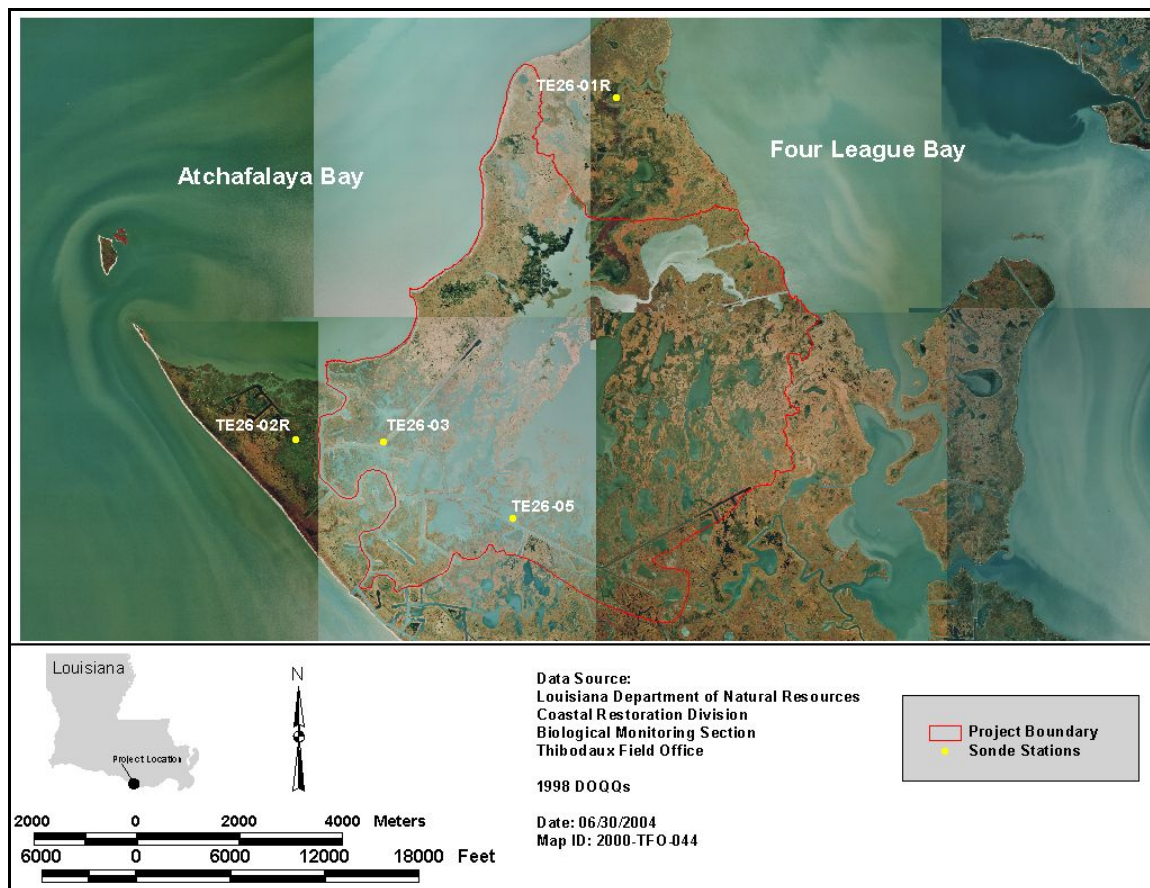 TE26-01R
Four League Bay
Atchafalaya Bay
TE26-02R
TE26-03
TE26-05
Louisiana
Project Location
N
2000 0 2000 4000 Meters
6000 0 6000 12000 18000 Feet
Data Source:
Louisiana Department of Natural Resources
Coastal Restoration Division
Biological Monitoring Section
Thibodaux Field Office
1998 DOQQs
Date: 06/30/2004
Map ID: 2000-TFO-044
Project Boundary
Sonde Stations